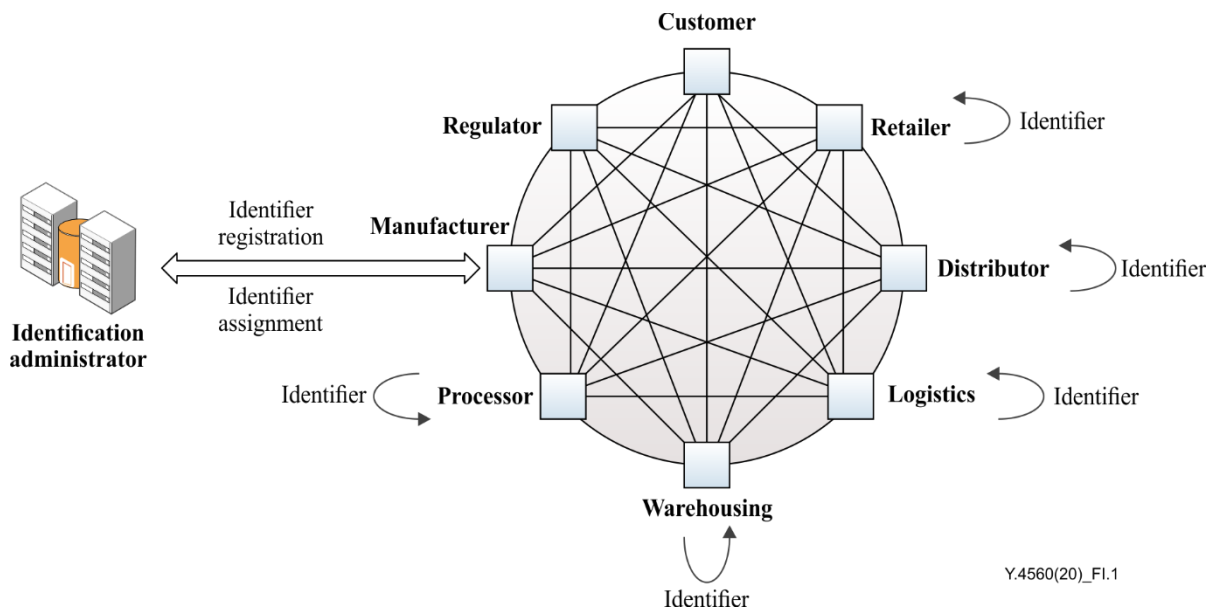 Customer
Regulator
Retailer
Identifier
Identifier
registration
Manufacturer
Identifier
assignment
Distributor
Identifier
Identification
administrator
Identifier
Processor
Logistics
Identifier
Warehousing
Identifier
Y.4560(20)_FI.1